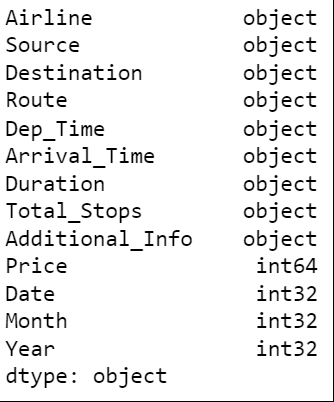 Airline object
Source object
Destination object
Route object
Dep_Time object
Arrival_Time object
Duration object
Total_Stops object
Additional_Info object
Price int64
Date int32
Month int32
Year int32
dtype: object